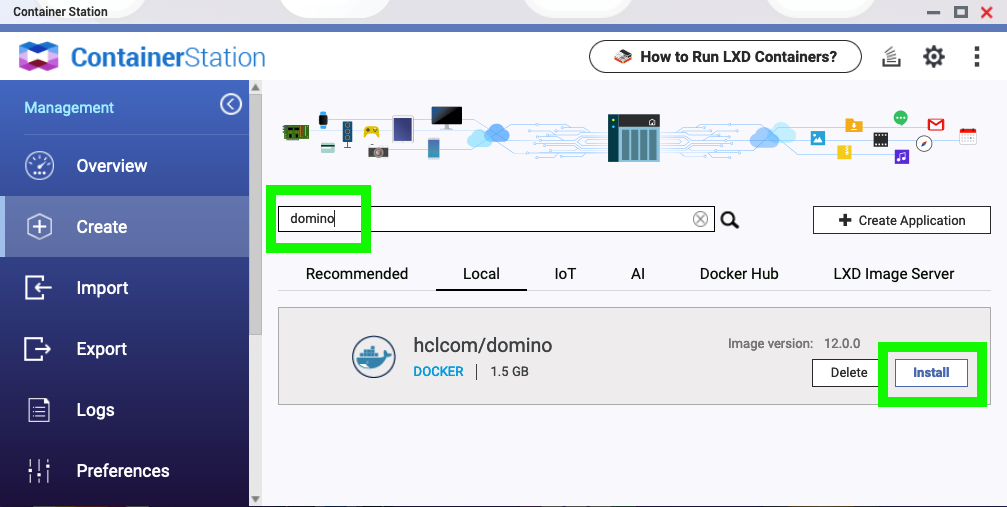 Container Station
ContainerStation
How to Run LXD Containers?
Management
Overview
Create
Import
Export
Logs
Preferences
domino
Create Application
Recommended Local IoT AI Docker Hub LXD Image Server
hclcom/domino
DOCKER | 1.5 GB
Image version: 12.0.0
Delete Install